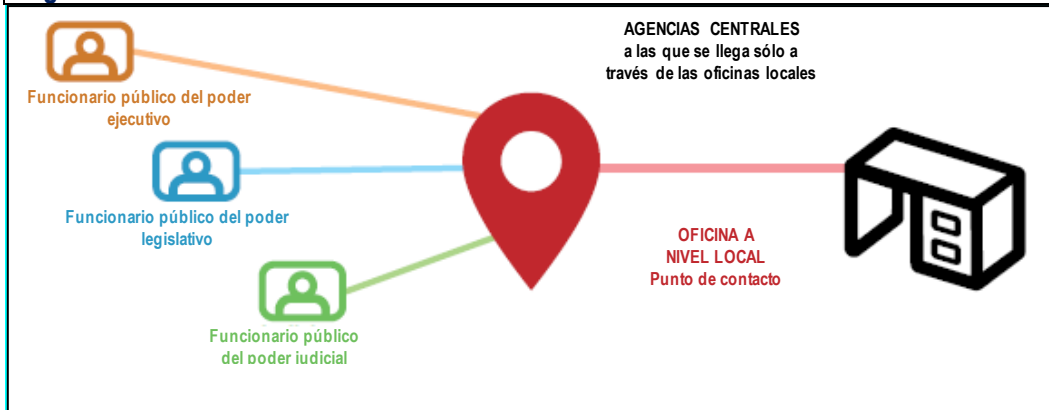 AGENCIAS CENTRALES
a las que se llega sólo a
través de las oficinas locales
Funcionario público del poder
ejecutivo
Funcionario público del poder
legislativo
OFICINA A
NIVEL LOCAL
Punto de contacto
Funcionario público
del poder judicial